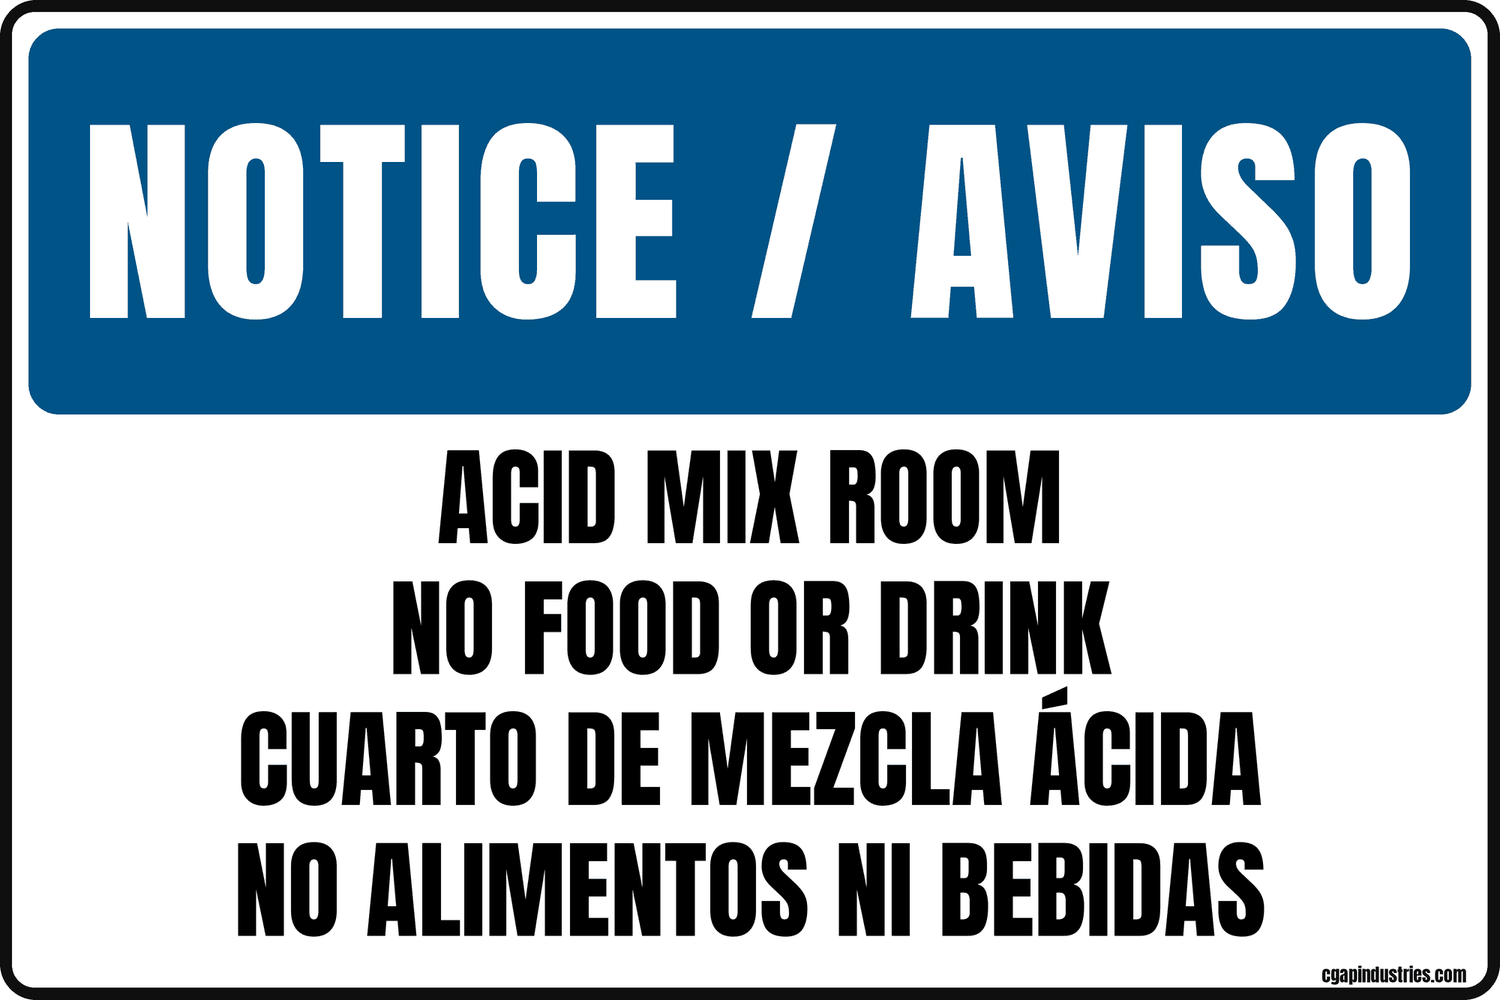 NOTICE / AVISO
ACID MIX ROOM
NO FOOD OR DRINK
CUARTO DE MEZCLA ÁCIDA
NO ALIMENTOS NI BEBIDAS
cgapindustries.com